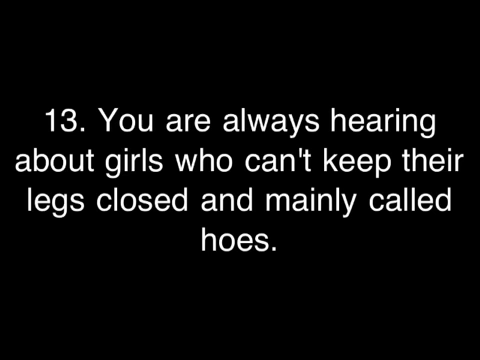 13. You are always hearing
about girls who can't keep their
legs closed and mainly called
hoes.